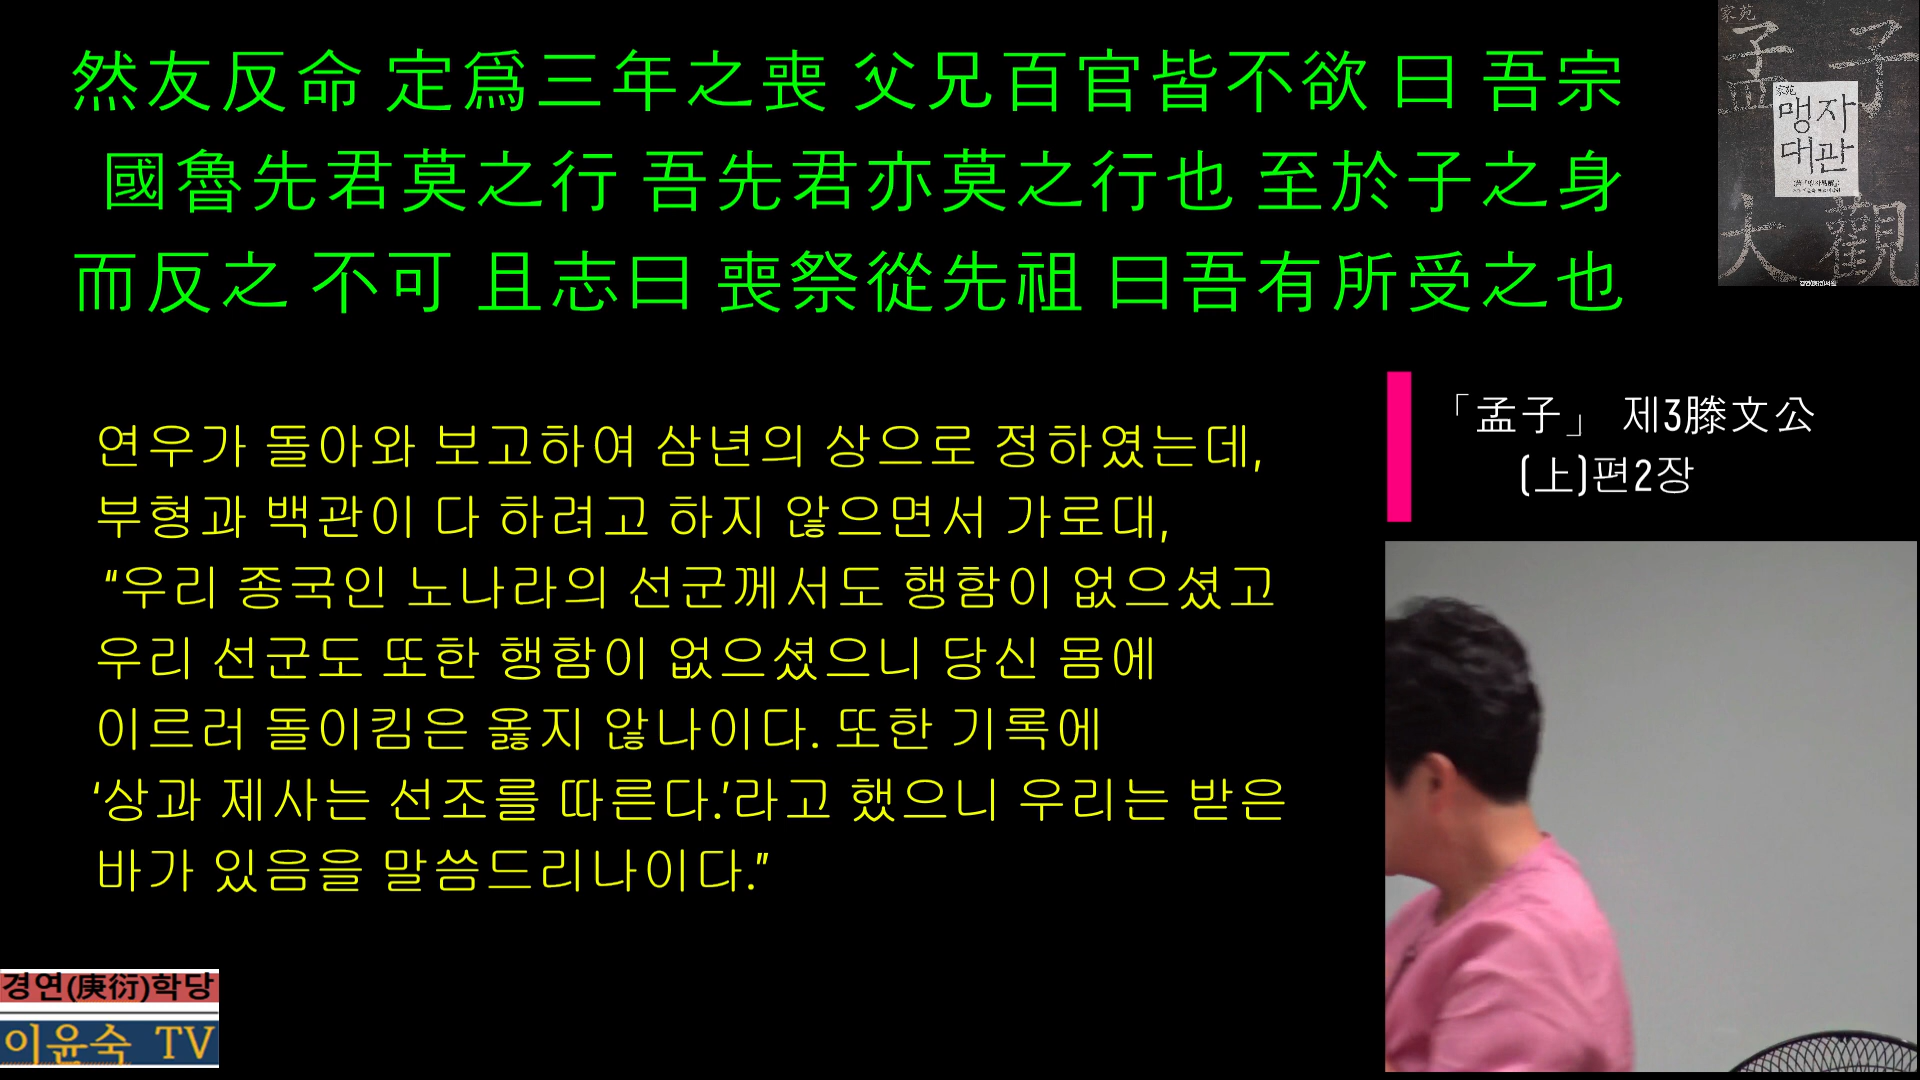 然友反命 定爲三年之喪 父兄百官皆不欲 曰 吾宗
國魯先君莫之行 吾先君亦莫之行也 至於子之身
而反之 不可 且志曰 喪祭從先祖 曰吾有所受之也
家苑
孟子
家苑
맹자
대관
大觀
「孟子」 제3滕文公
(上)편2장
연우가 돌아와 보고하여 삼년의 상으로 정하였는데,
부형과 백관이 다 하려고 하지 않으면서 가로대,
“우리 종국인 노나라의 선군께서도 행함이 없으셨고
우리 선군도 또한 행함이 없으셨으니 당신 몸에
이르러 돌이킴은 옳지 않나이다. 또한 기록에
‘상과 제사는 선조를 따른다.’라고 했으니 우리는 받은
바가 있음을 말씀드리나이다.”
경연(庚衍)학당
이윤숙 TV